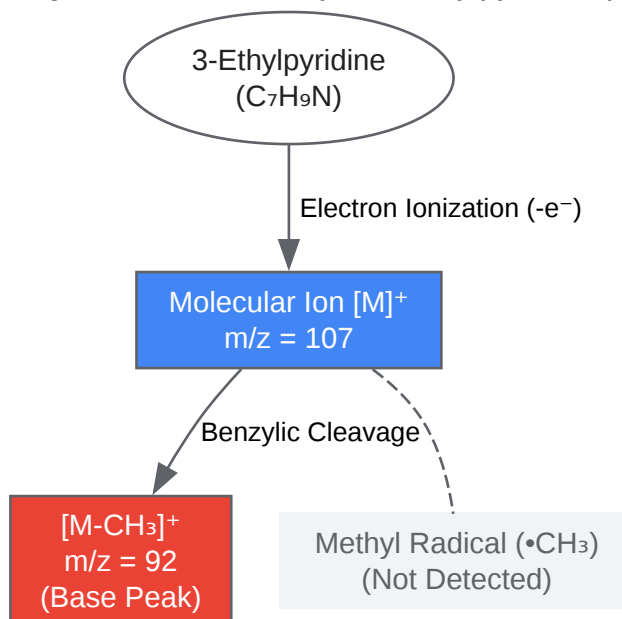 3-Ethylpyridine
(C₇H₉N)
Electron Ionization (-e⁻)
Molecular Ion [M]⁺
m/z = 107
Benzylic Cleavage
[M-CH₃]⁺
m/z = 92
(Base Peak)
Methyl Radical (•CH₃)
(Not Detected)